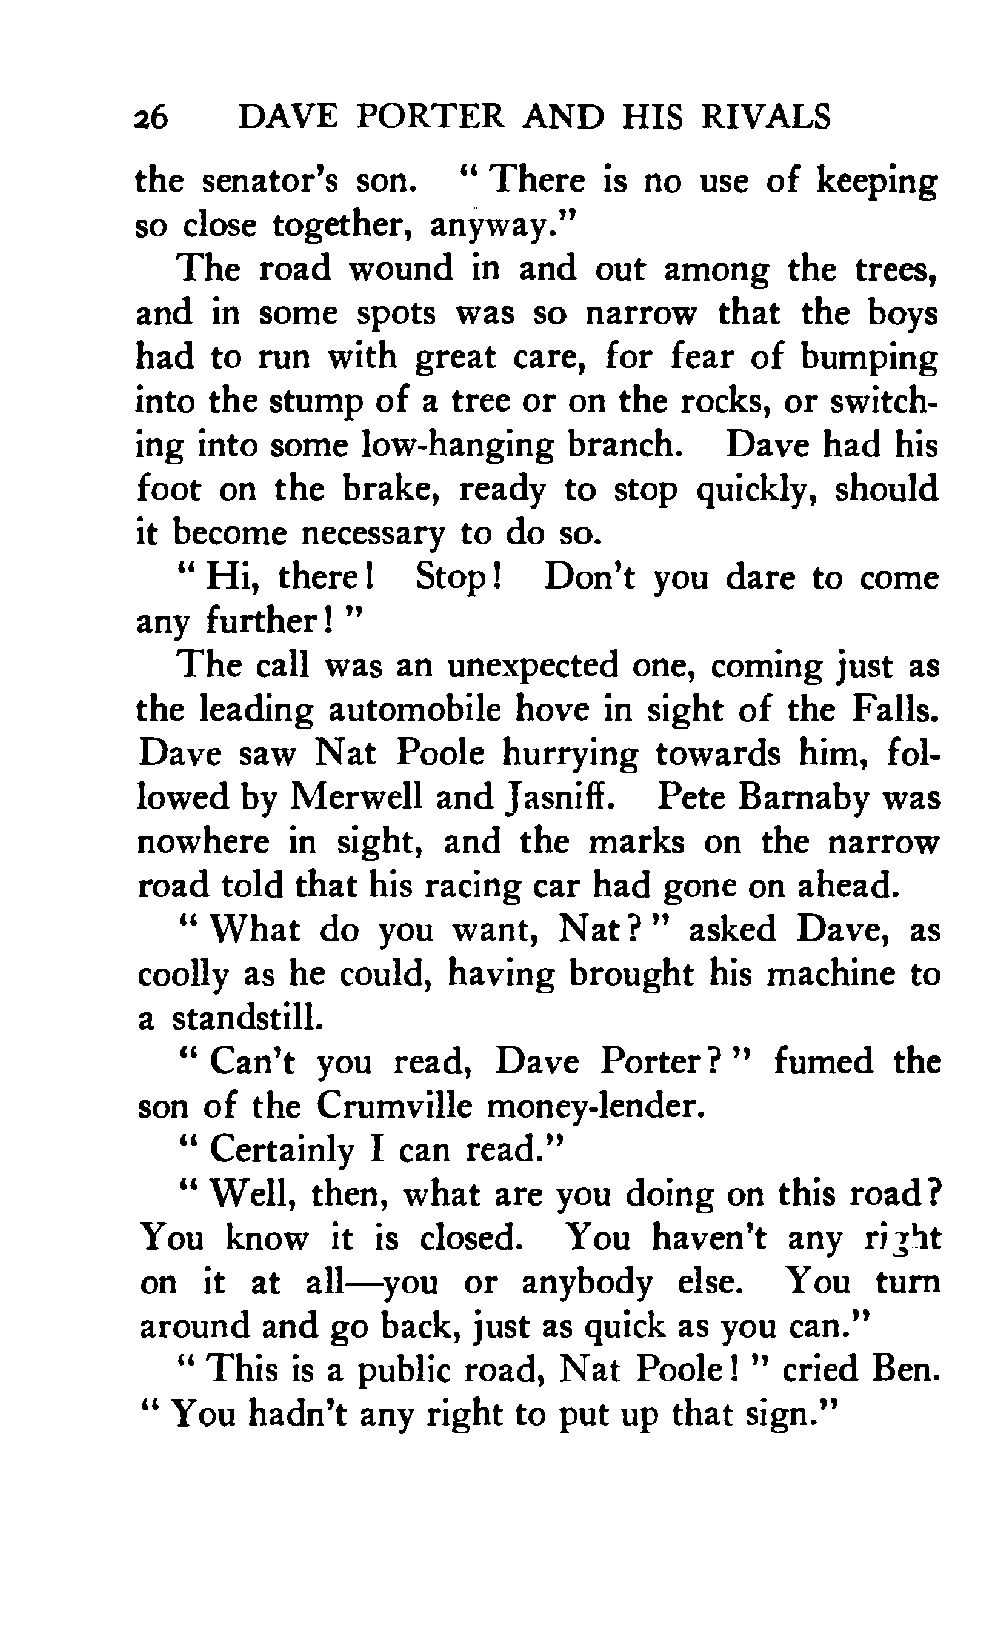 26 DAVE PORTER AND HIS RIVALS
the senator's son. " There is no use of keeping
so close together, anyway."
The road wound in and out among the trees,
and in some spots was so narrow that the boys
had to run with great care, for fear of bumping
into the stump of a tree or on the rocks, or switch-
ing into some low-hanging branch. Dave had his
foot on the brake, ready to stop quickly, should
it become necessary to do so.
" Hi, there! Stop! Don't you dare to come
any further! "
The call was an unexpected one, coming just as
the leading automobile hove in sight of the Falls.
Dave saw Nat Poole hurrying towards him, fol-
lowed by Merwell and Jasniff. Pete Barnaby was
nowhere in sight, and the marks on the narrow
road told that his racing car had gone on ahead.
" What do you want, Nat? " asked Dave, as
coolly as he could, having brought his machine to
a standstill.
" Can't you read, Dave Porter? " fumed the
son of the Crumville money-lender.
" Certainly I can read."
" Well, then, what are you doing on this road?
You know it is closed. You haven't any right
on it at all—you or anybody else. You turn
around and go back, just as quick as you can."
" This is a public road, Nat Poole! " cried Ben.
" You hadn't any right to put up that sign."